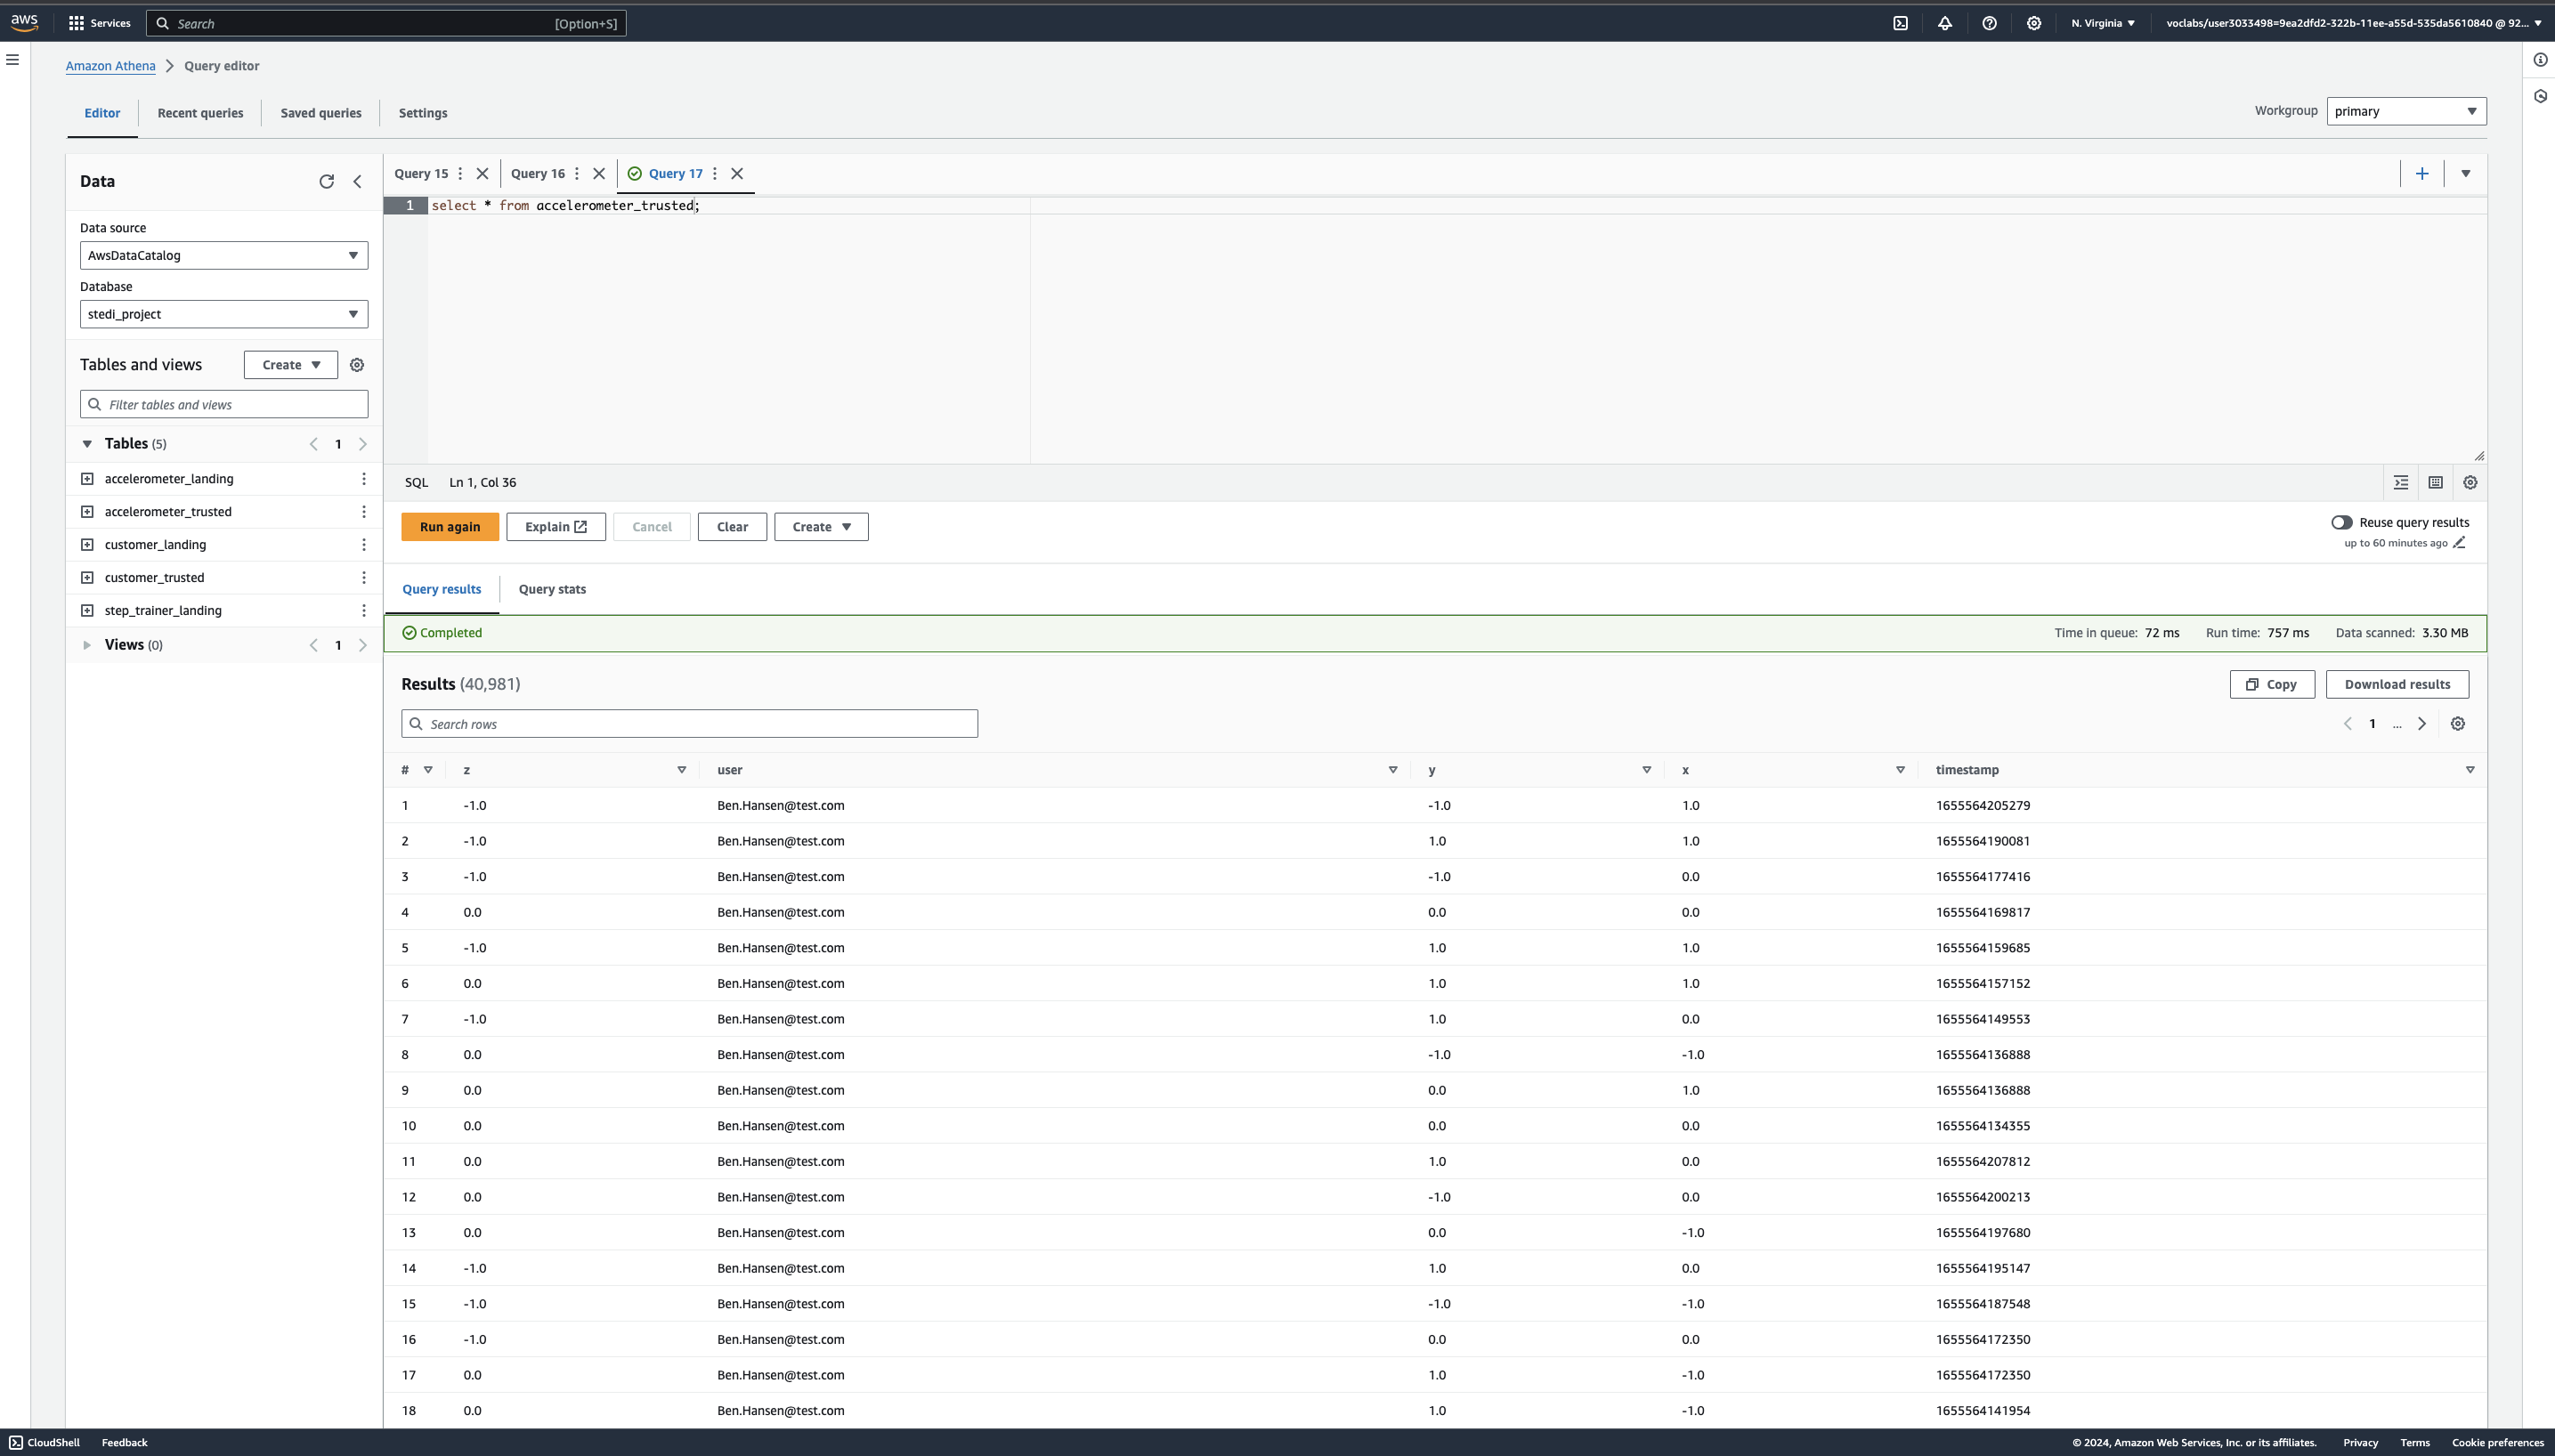 aws Services Search [Option+S] N. Virginia voclabs/user3033498=9ea2dfd2-322b-11ee-a55d-535da5610840 @ 92...
Amazon Athena Query editor
Editor Recent queries Saved queries Settings
Workgroup primary
Data
Data source
AwsDataCatalog
Database
stedi_project
Tables and views Create
Filter tables and views
Tables (5) 1
accelerometer_landing
accelerometer_trusted
customer_landing
customer_trusted
step_trainer_landing
Views (0) 1
Query 15 Query 16 Query 17
1 select * from accelerometer_trusted;
SQL Ln 1, Col 36
Run again Explain Cancel Clear Create
Reuse query results
up to 60 minutes ago
Query results Query stats
Completed Time in queue: 72 ms Run time: 757 ms Data scanned: 3.30 MB
Results (40,981) Copy Download results
Search rows 1 ...
# z user y x timestamp
1 -1.0 Ben.Hansen@test.com -1.0 1.0 1655564205279
2 -1.0 Ben.Hansen@test.com 1.0 1.0 1655564190081
3 -1.0 Ben.Hansen@test.com -1.0 0.0 1655564177416
4 0.0 Ben.Hansen@test.com 0.0 0.0 1655564169817
5 -1.0 Ben.Hansen@test.com 1.0 1.0 1655564159685
6 0.0 Ben.Hansen@test.com 1.0 1.0 1655564157152
7 -1.0 Ben.Hansen@test.com 1.0 0.0 1655564149553
8 0.0 Ben.Hansen@test.com -1.0 -1.0 1655564136888
9 0.0 Ben.Hansen@test.com 0.0 1.0 1655564136888
10 0.0 Ben.Hansen@test.com 0.0 0.0 1655564134355
11 0.0 Ben.Hansen@test.com 1.0 0.0 1655564207812
12 0.0 Ben.Hansen@test.com -1.0 0.0 1655564200213
13 0.0 Ben.Hansen@test.com 0.0 -1.0 1655564197680
14 -1.0 Ben.Hansen@test.com 1.0 0.0 1655564195147
15 -1.0 Ben.Hansen@test.com -1.0 -1.0 1655564187548
16 -1.0 Ben.Hansen@test.com 0.0 0.0 1655564172350
17 0.0 Ben.Hansen@test.com 1.0 -1.0 1655564172350
18 0.0 Ben.Hansen@test.com 1.0 -1.0 1655564141954
CloudShell Feedback © 2024, Amazon Web Services, Inc. or its affiliates. Privacy Terms Cookie preferences